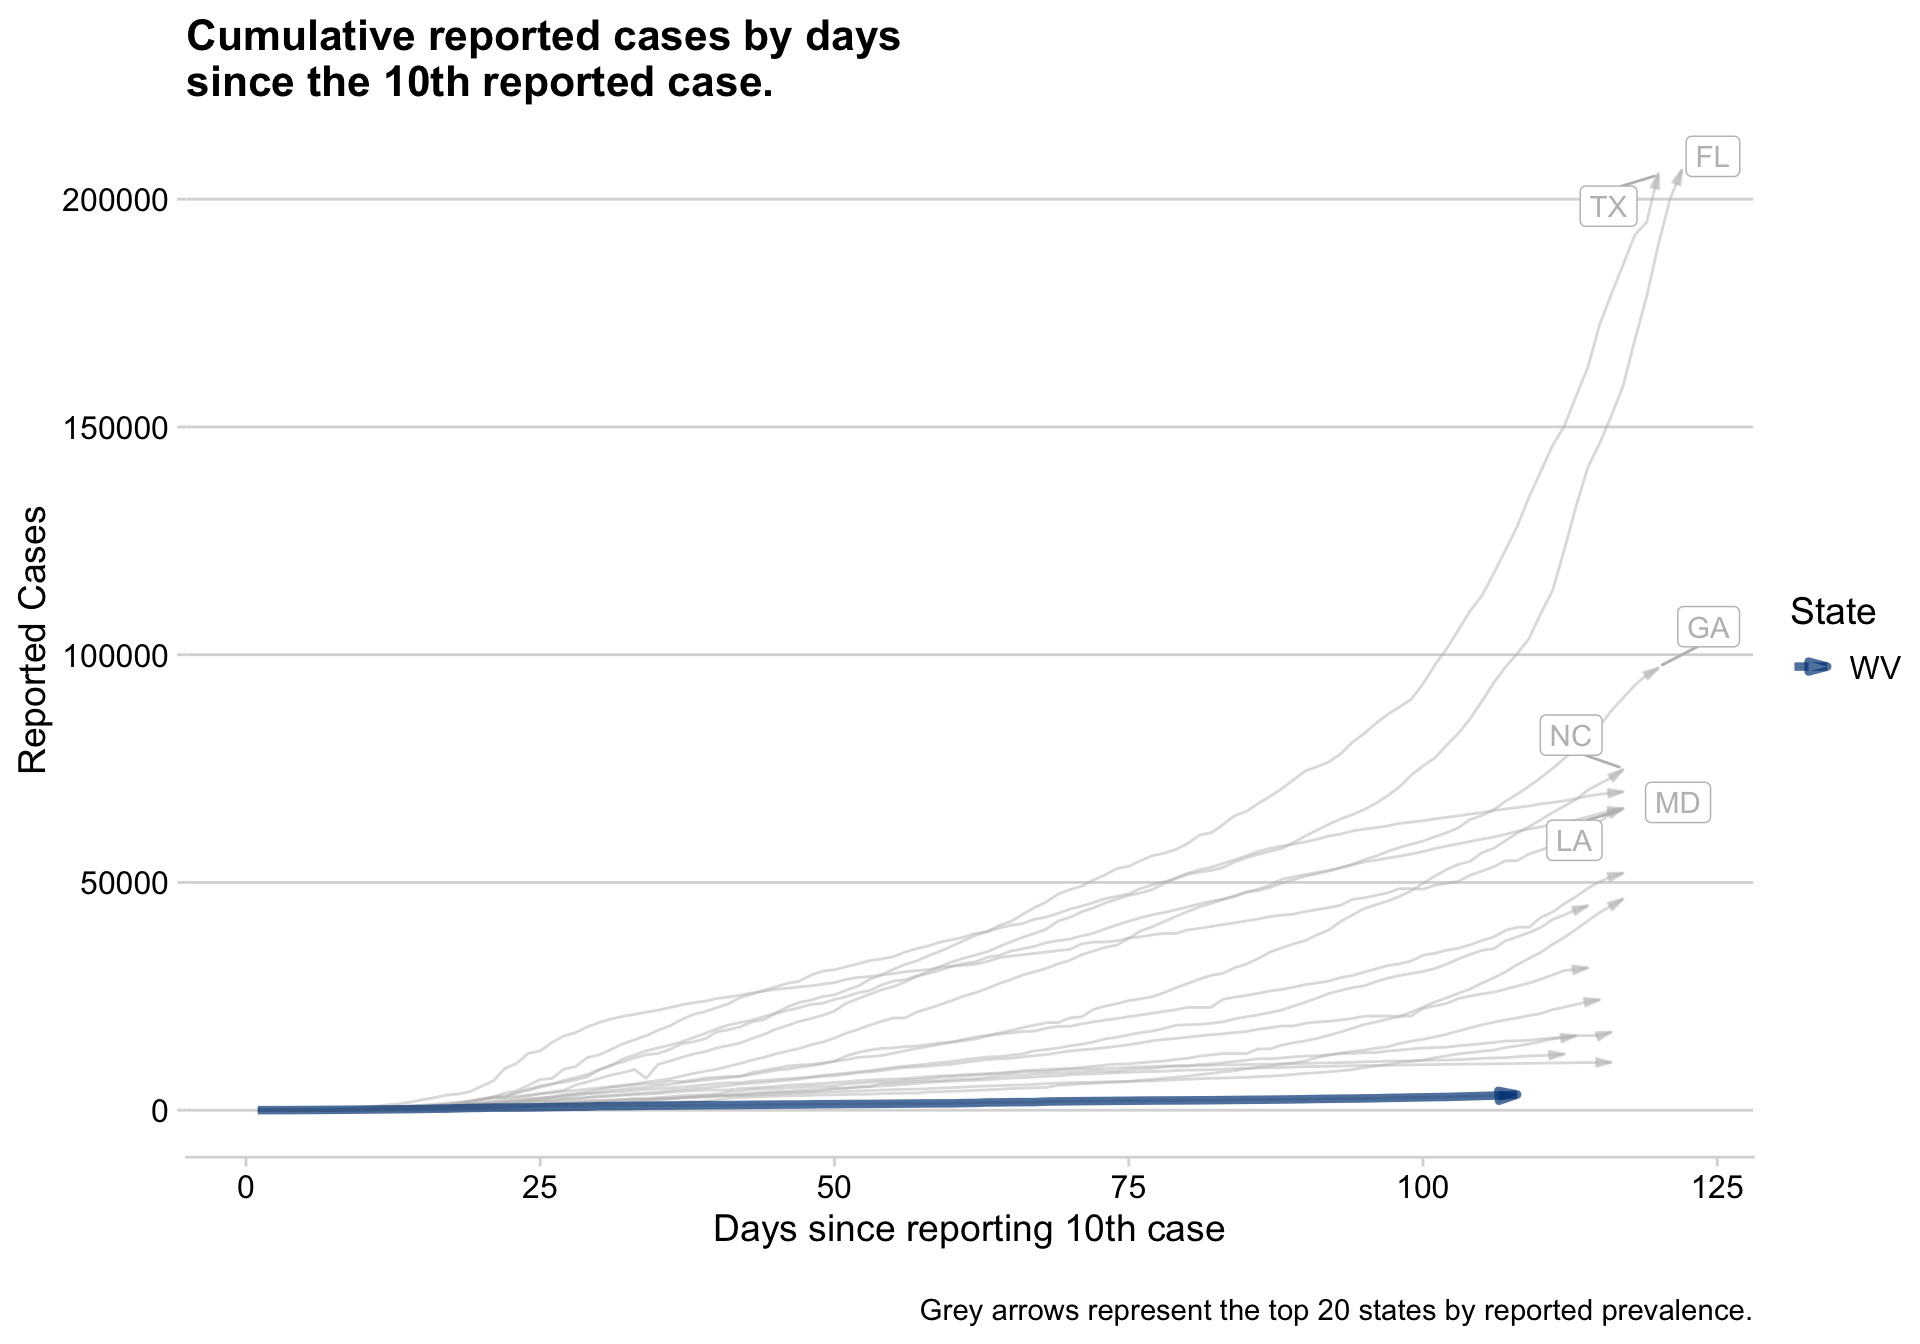 Cumulative reported cases by days
since the 10th reported case.
FL
TX
200000
150000
GA
100000
NC
MD
LA
50000
0
Reported Cases
State
WV
0 25 50 75 100 125
Days since reporting 10th case
Grey arrows represent the top 20 states by reported prevalence.